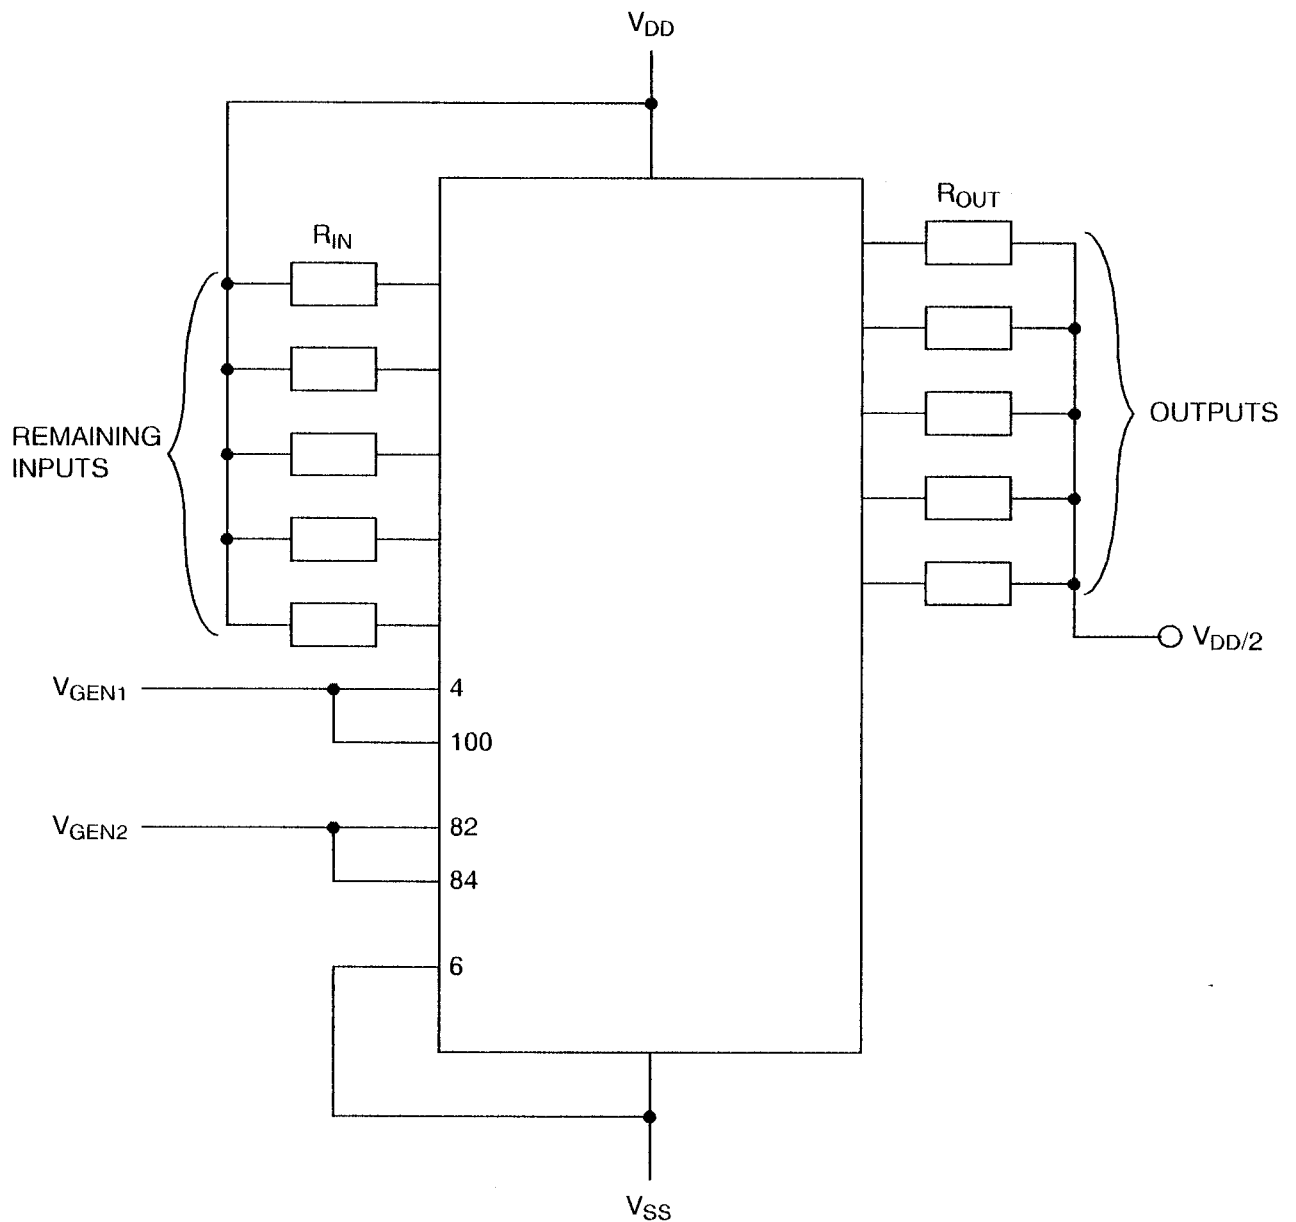 VDD
ROUT
RIN
REMAINING
INPUTS
OUTPUTS
VDD/2
VGEN1
4
100
VGEN2
82
84
6
VSS